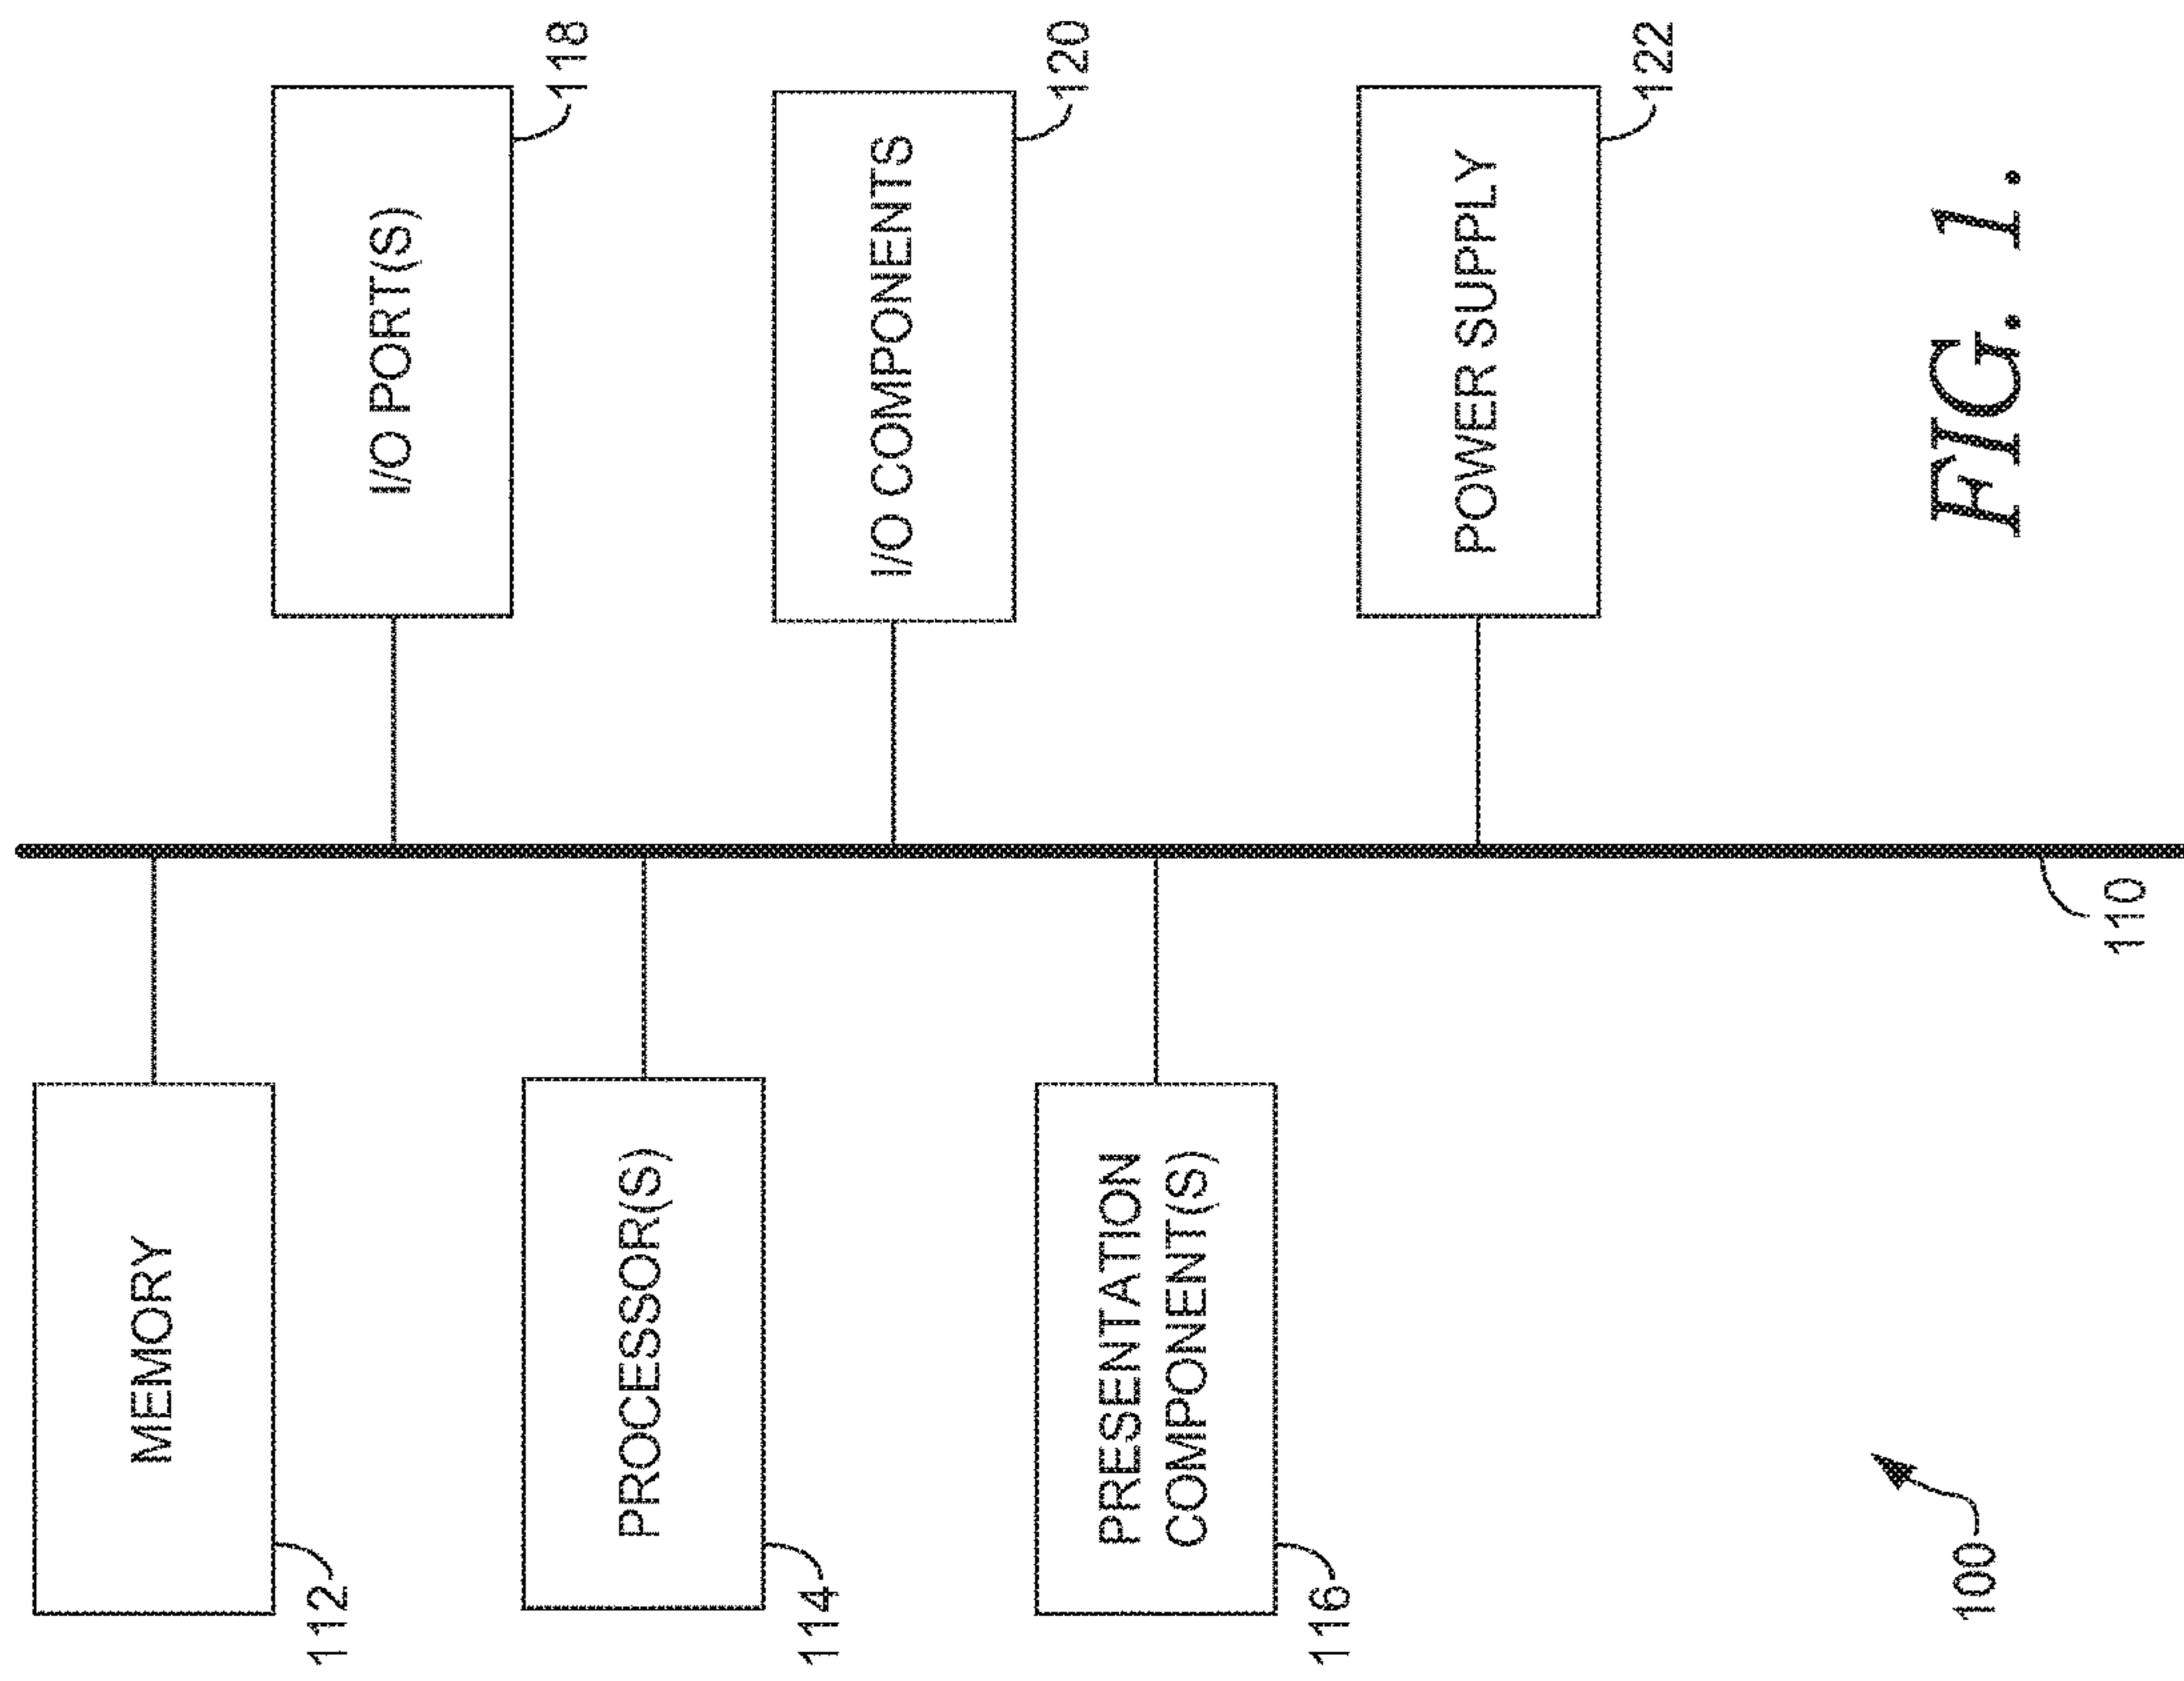 MEMORY
112
PROCESSOR(S)
114
PRESENTATION
COMPONENT(S)
116
100
110
I/O PORT(S)
118
I/O COMPONENTS
120
POWER SUPPLY
122
FIG. 1.